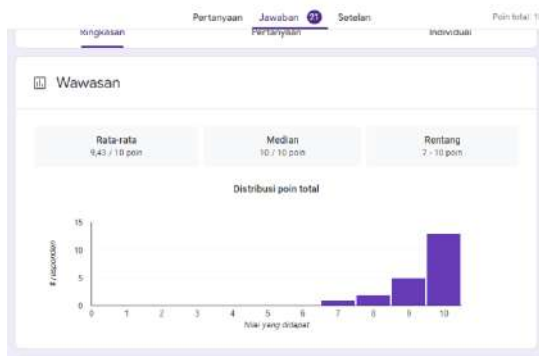 Pertanyaan Jawaban 21 Setelan
Poin total: 1
Ringkasan Pertanyaan Individual
Wawasan
Rata-rata Median Rentang
9,43 / 10 poin 10 / 10 poin 7 - 10 poin
Distribusi poin total
# responden
15
10
5
0
0 1 2 3 4 5 6 7 8 9 10
Nilai yang didapat